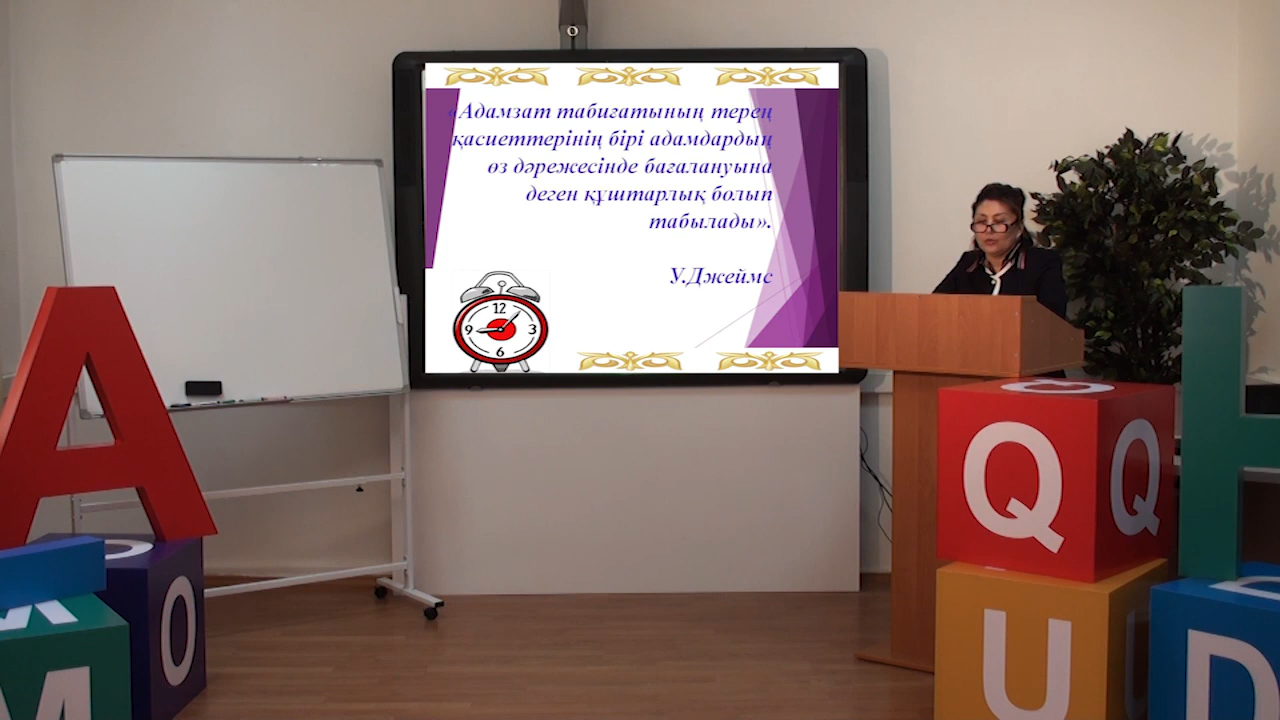 «Адамзат табиғатының терең
қасиеттерінің бірі адамдардың
өз дәрежесінде бағалануына
деген құштарлық болып
табылады».
У.Джеймс
12
9
3
6
A
O
M
Q
Q
U
D
H